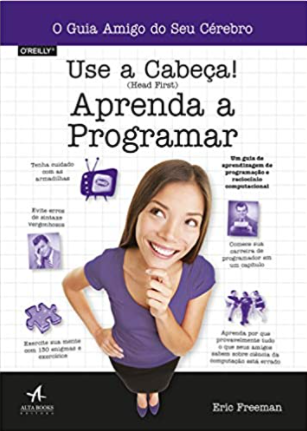 O Guia Amigo do Seu Cérebro
O'REILLY®
Use a Cabeça!
(Head First)
Aprenda a
Programar
Tenha cuidado
com as
armadilhas
Um guia de
aprendizagem de
programação e
raciocínio
computacional
Evite erros
de sintaxe
vergonhosos
Comece sua
carreira de
programador em
um capítulo
Exercite sua mente
com 120 enigmas e
exercícios
Aprenda por que
provavelmente tudo
o que seus amigos
sabem sobre ciência da
computação está errado
ALTA BOOKS
EDITORA
Eric Freeman